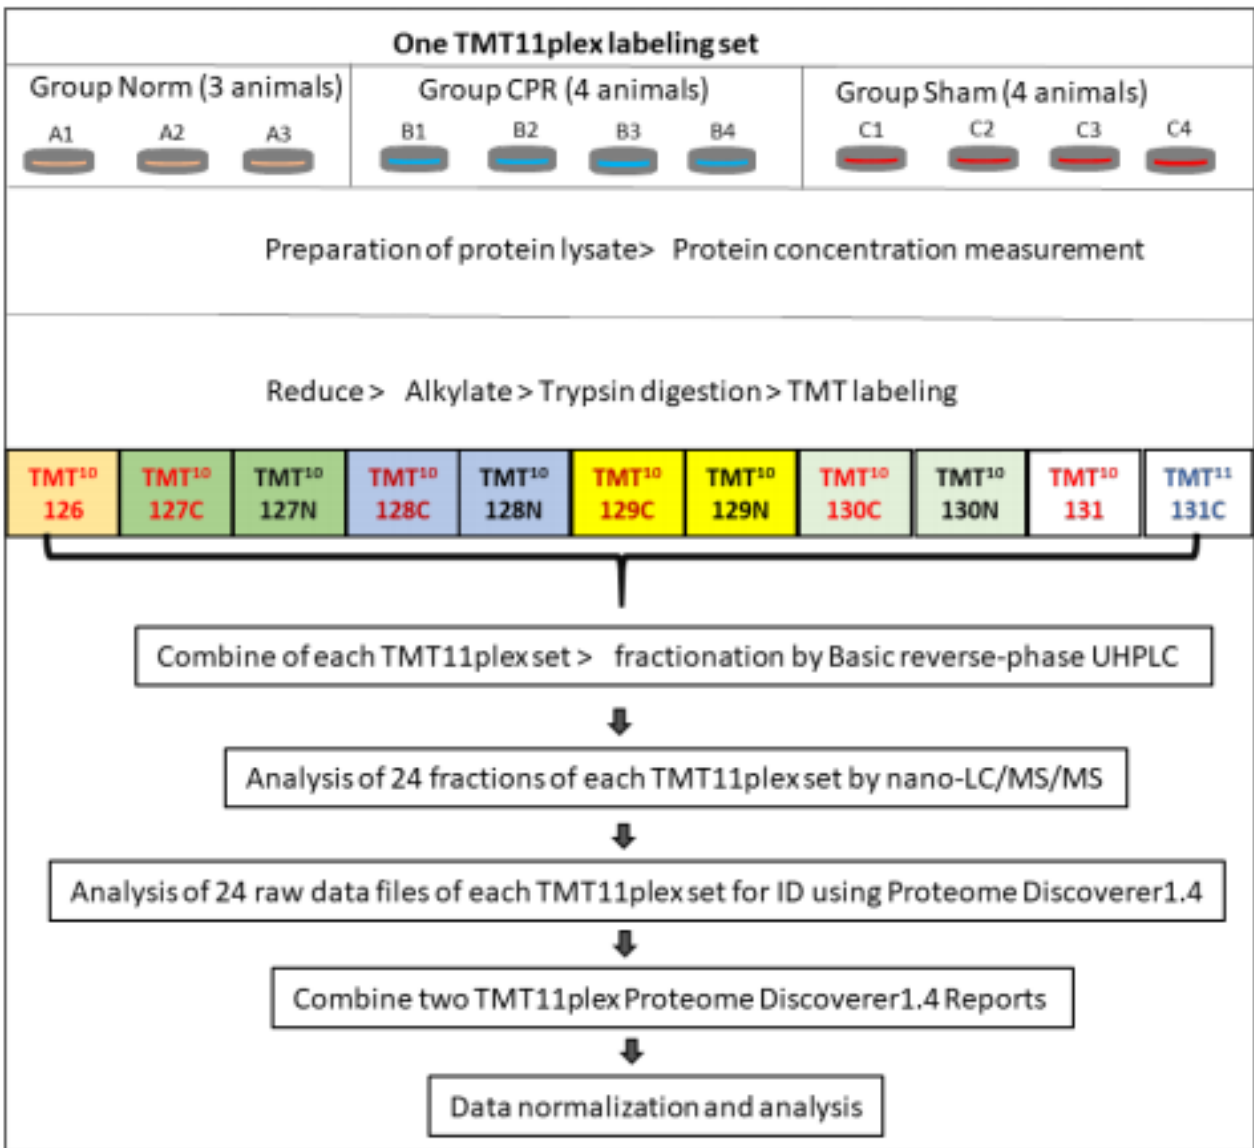 One TMT11plex labeling set
Group Norm (3 animals) Group CPR (4 animals) Group Sham (4 animals)
A1 A2 A3 B1 B2 B3 B4 C1 C2 C3 C4
Preparation of protein lysate> Protein concentration measurement
Reduce > Alkylate > Trypsin digestion > TMT labeling
TMT¹⁰ TMT¹⁰ TMT¹⁰ TMT¹⁰ TMT¹⁰ TMT¹⁰ TMT¹⁰ TMT¹⁰ TMT¹⁰ TMT¹⁰ TMT¹¹
126 127C 127N 128C 128N 129C 129N 130C 130N 131 131C
Combine of each TMT11plex set > fractionation by Basic reverse-phase UHPLC
Analysis of 24 fractions of each TMT11plex set by nano-LC/MS/MS
Analysis of 24 raw data files of each TMT11plex set for ID using Proteome Discoverer1.4
Combine two TMT11plex Proteome Discoverer1.4 Reports
Data normalization and analysis